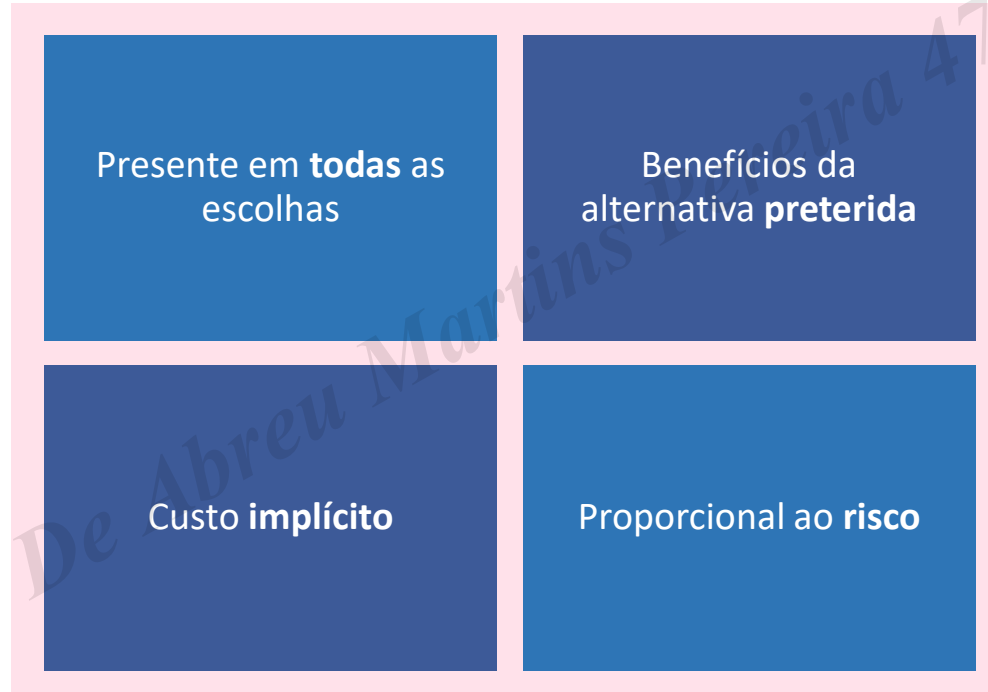 Presente em todas as
escolhas
Benefícios da
alternativa preterida
Custo implícito
Proporcional ao risco
De Abreu Martins Pereira 47